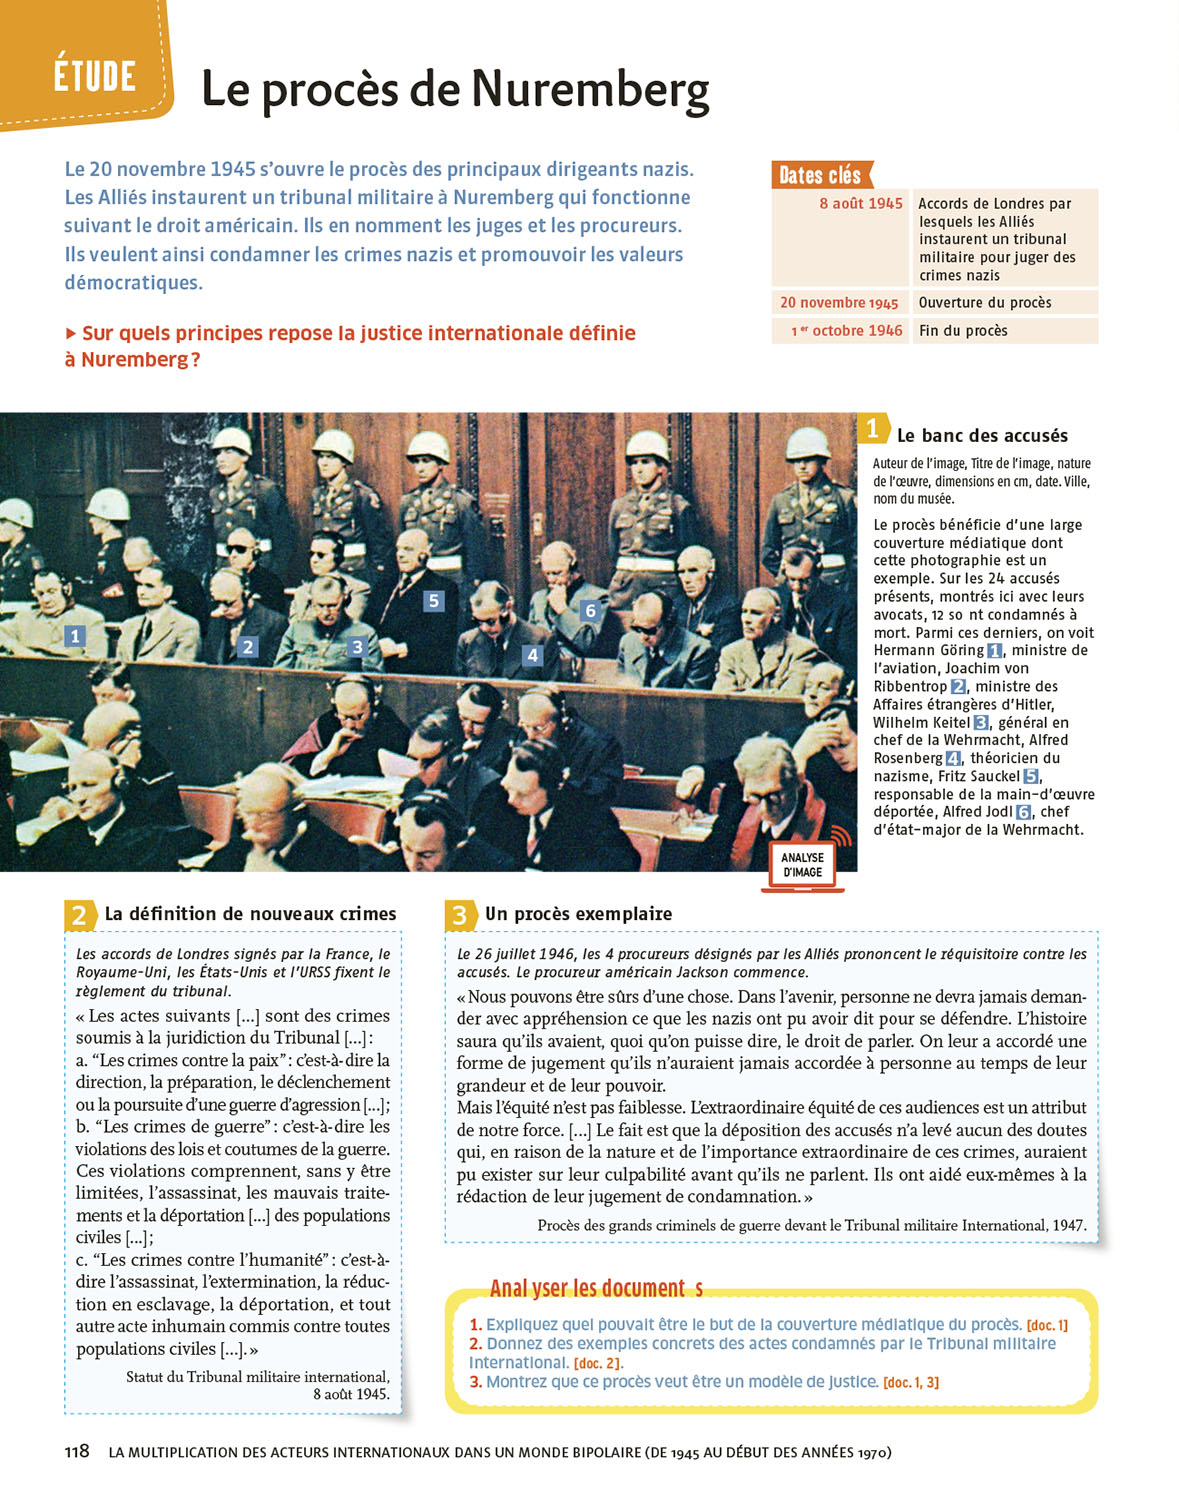 ÉTUDE
Le procès de Nuremberg
Le 20 novembre 1945 s'ouvre le procès des principaux dirigeants nazis.
Les Alliés instaurent un tribunal militaire à Nuremberg qui fonctionne
suivant le droit américain. Ils en nomment les juges et les procureurs.
Ils veulent ainsi condamner les crimes nazis et promouvoir les valeurs
démocratiques.
▶ Sur quels principes repose la justice internationale définie
à Nuremberg ?
Dates clés
8 août 1945 Accords de Londres par
lesquels les Alliés
instaurent un tribunal
militaire pour juger des
crimes nazis
20 novembre 1945 Ouverture du procès
1er octobre 1946 Fin du procès
1
2
3
4
5
6
ANALYSE
D'IMAGE
1 Le banc des accusés
Auteur de l'image, Titre de l'image, nature
de l'œuvre, dimensions en cm, date. Ville,
nom du musée.
Le procès bénéficie d'une large
couverture médiatique dont
cette photographie est un
exemple. Sur les 24 accusés
présents, montrés ici avec leurs
avocats, 12 so nt condamnés à
mort. Parmi ces derniers, on voit
Hermann Göring 1, ministre de
l'aviation, Joachim von
Ribbentrop 2, ministre des
Affaires étrangères d'Hitler,
Wilhelm Keitel 3, général en
chef de la Wehrmacht, Alfred
Rosenberg 4, théoricien du
nazisme, Fritz Sauckel 5,
responsable de la main-d'œuvre
déportée, Alfred Jodl 6, chef
d'état-major de la Wehrmacht.
2 La définition de nouveaux crimes
Les accords de Londres signés par la France, le
Royaume-Uni, les États-Unis et l'URSS fixent le
règlement du tribunal.
« Les actes suivants [...] sont des crimes
soumis à la juridiction du Tribunal [...] :
a. “Les crimes contre la paix” : c'est-à-dire la
direction, la préparation, le déclenchement
ou la poursuite d'une guerre d'agression [...] ;
b. “Les crimes de guerre” : c'est-à-dire les
violations des lois et coutumes de la guerre.
Ces violations comprennent, sans y être
limitées, l'assassinat, les mauvais traite-
ments et la déportation [...] des populations
civiles [...] ;
c. “Les crimes contre l'humanité” : c'est-à-
dire l'assassinat, l'extermination, la réduc-
tion en esclavage, la déportation, et tout
autre acte inhumain commis contre toutes
populations civiles [...]. »
Statut du Tribunal militaire international,
8 août 1945.
3 Un procès exemplaire
Le 26 juillet 1946, les 4 procureurs désignés par les Alliés prononcent le réquisitoire contre les
accusés. Le procureur américain Jackson commence.
« Nous pouvons être sûrs d'une chose. Dans l'avenir, personne ne devra jamais deman-
der avec appréhension ce que les nazis ont pu avoir dit pour se défendre. L'histoire
saura qu'ils avaient, quoi qu'on puisse dire, le droit de parler. On leur a accordé une
forme de jugement qu'ils n'auraient jamais accordée à personne au temps de leur
grandeur et de leur pouvoir.
Mais l'équité n'est pas faiblesse. L'extraordinaire équité de ces audiences est un attribut
de notre force. [...] Le fait est que la déposition des accusés n'a levé aucun des doutes
qui, en raison de la nature et de l'importance extraordinaire de ces crimes, auraient
pu exister sur leur culpabilité avant qu'ils ne parlent. Ils ont aidé eux-mêmes à la
rédaction de leur jugement de condamnation. »
Procès des grands criminels de guerre devant le Tribunal militaire International, 1947.
Anal yser les document s
1. Expliquez quel pouvait être le but de la couverture médiatique du procès. [doc. 1]
2. Donnez des exemples concrets des actes condamnés par le Tribunal militaire
International. [doc. 2].
3. Montrez que ce procès veut être un modèle de justice. [doc. 1, 3]
118 LA MULTIPLICATION DES ACTEURS INTERNATIONAUX DANS UN MONDE BIPOLAIRE (DE 1945 AU DÉBUT DES ANNÉES 1970)